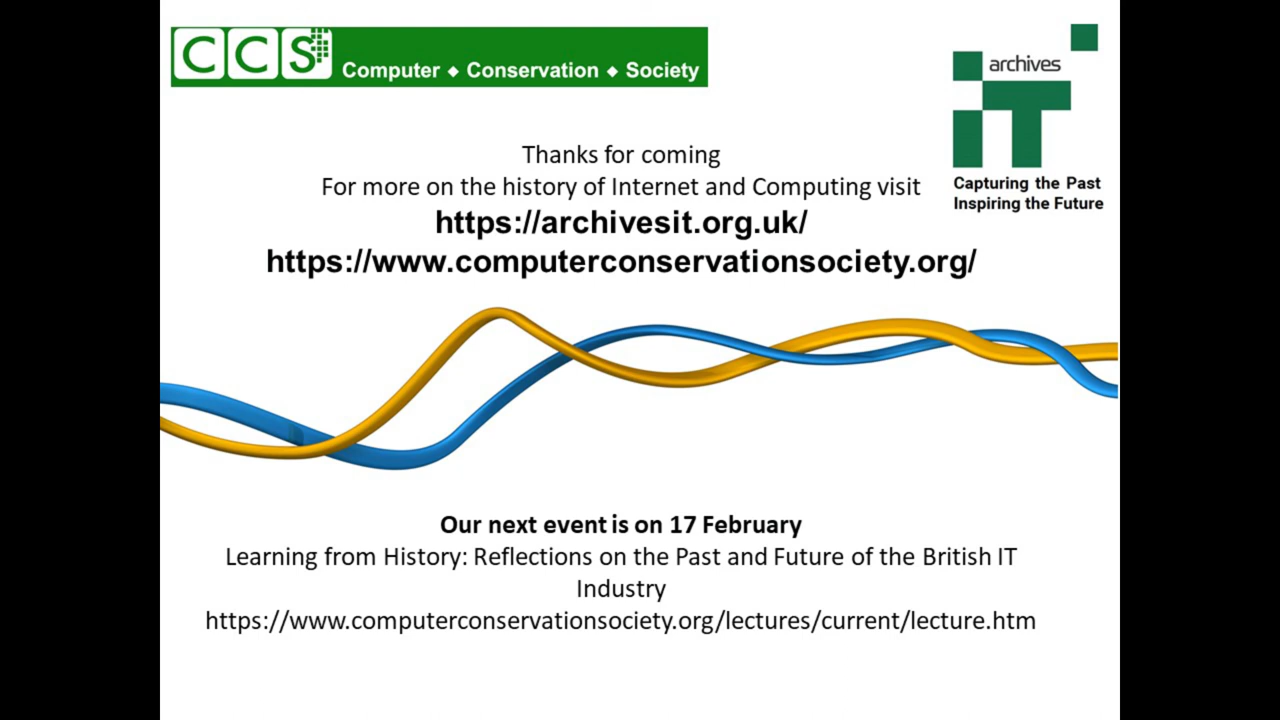 CCS Computer ◆ Conservation ◆ Society
archives
iT
Capturing the Past
Inspiring the Future
Thanks for coming
For more on the history of Internet and Computing visit
https://archivesit.org.uk/
https://www.computerconservationsociety.org/
Our next event is on 17 February
Learning from History: Reflections on the Past and Future of the British IT
Industry
https://www.computerconservationsociety.org/lectures/current/lecture.htm